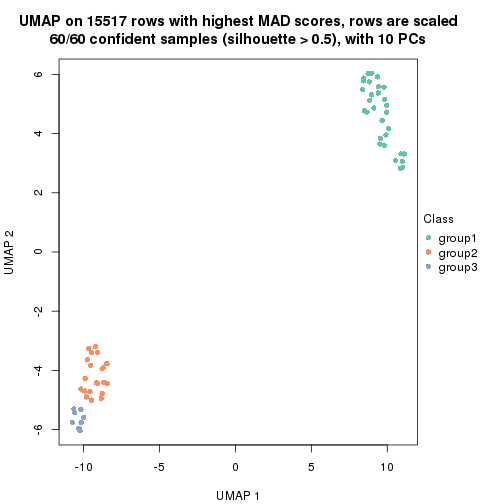 UMAP on 15517 rows with highest MAD scores, rows are scaled
60/60 confident samples (silhouette > 0.5), with 10 PCs
6
4
2
0
-2
-4
-6
UMAP 2
-10
-5
0
5
10
UMAP 1
Class
group1
group2
group3